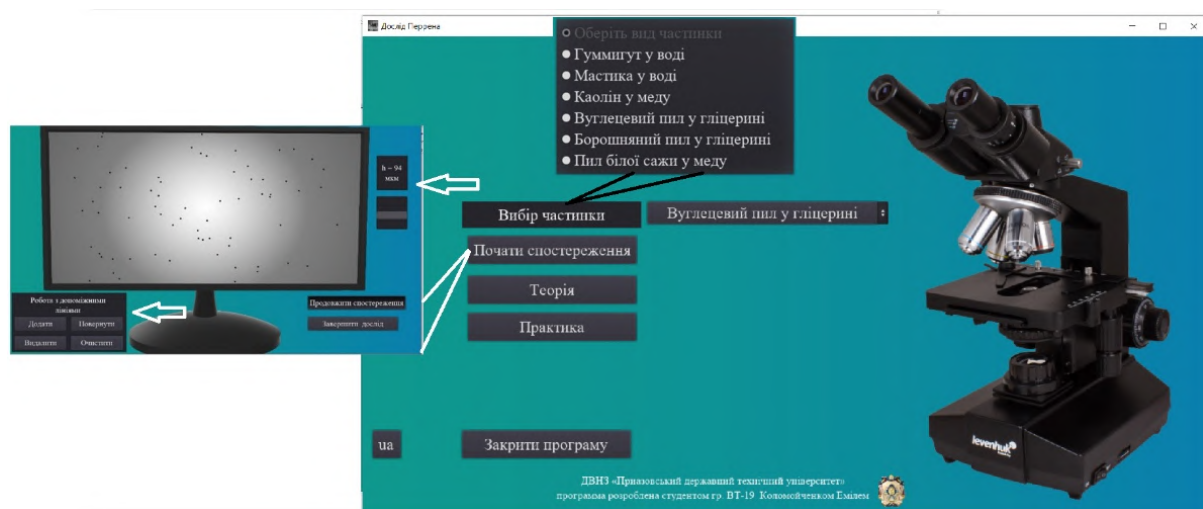 Дослід Перрена
Оберіть вид частинки
Гуммигут у воді
Мастика у воді
Каолін у меду
Вуглецевий пил у гліцерині
Борошняний пил у гліцерині
Пил білої сажи у меду
h = 94
мкм
Вибір частинки
Вуглецевий пил у гліцерині
Почати спостереження
Теорія
Практика
Робота з допоміжними
лініями
Додати Повернути
Видалити Очистити
Продовжити спостереження
Завершити дослід
ua
Закрити програму
levenhuk
ДВНЗ «Приазовський державний технічний университет»
программа розроблена студентом гр. ВТ-19 Коломойченком Емілем